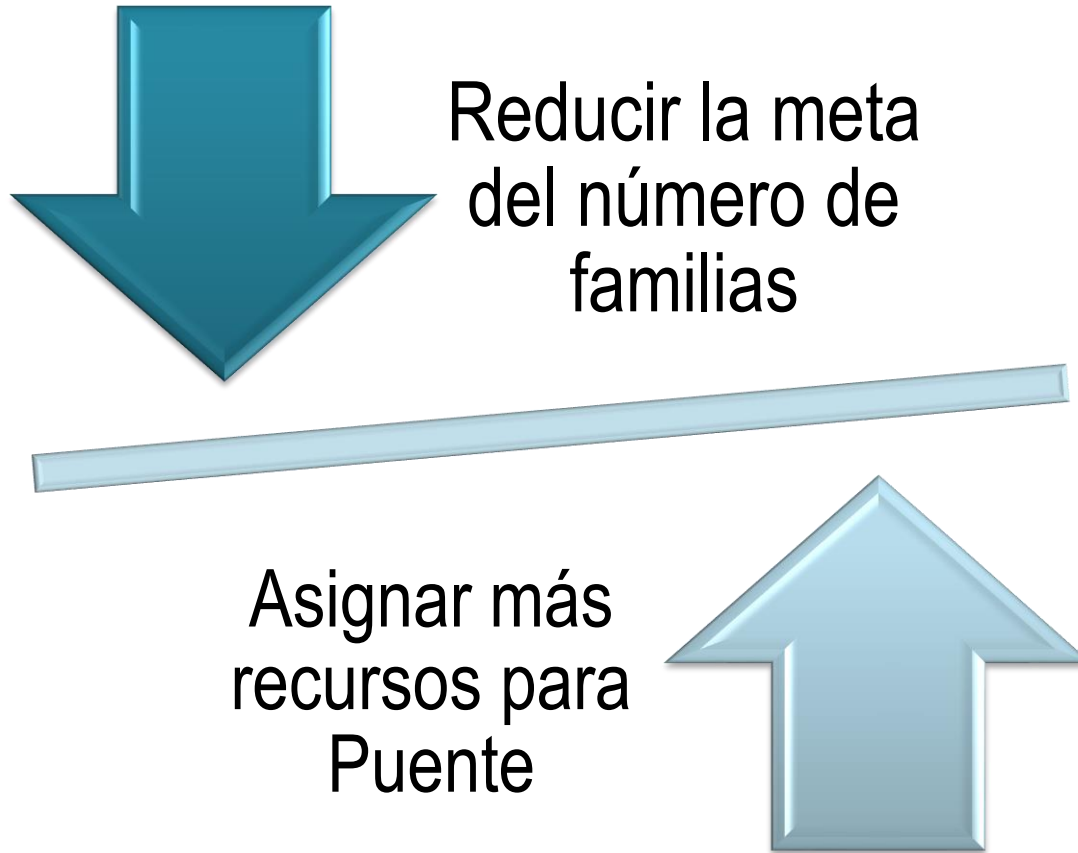 Reducir la meta
del número de
familias
Asignar más
recursos para
Puente